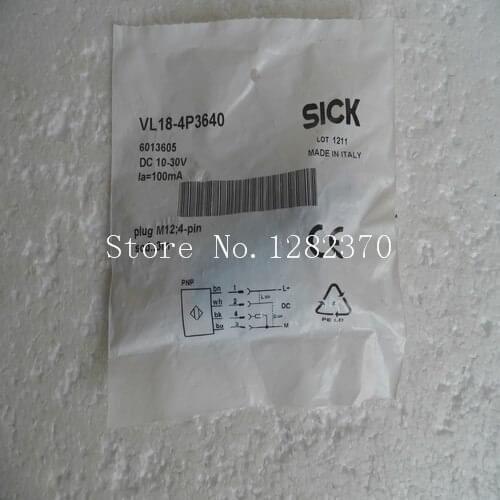 VL18-4P3640
SICK
6013605
LOT 1211
DC 10-30V
MADE IN ITALY
Ia=100mA
plug M12;4-pin
Store No.:1282370
CE
PNP
bn 1 L+
wh 2
DC
bk 4
bu 3 M
PE LD